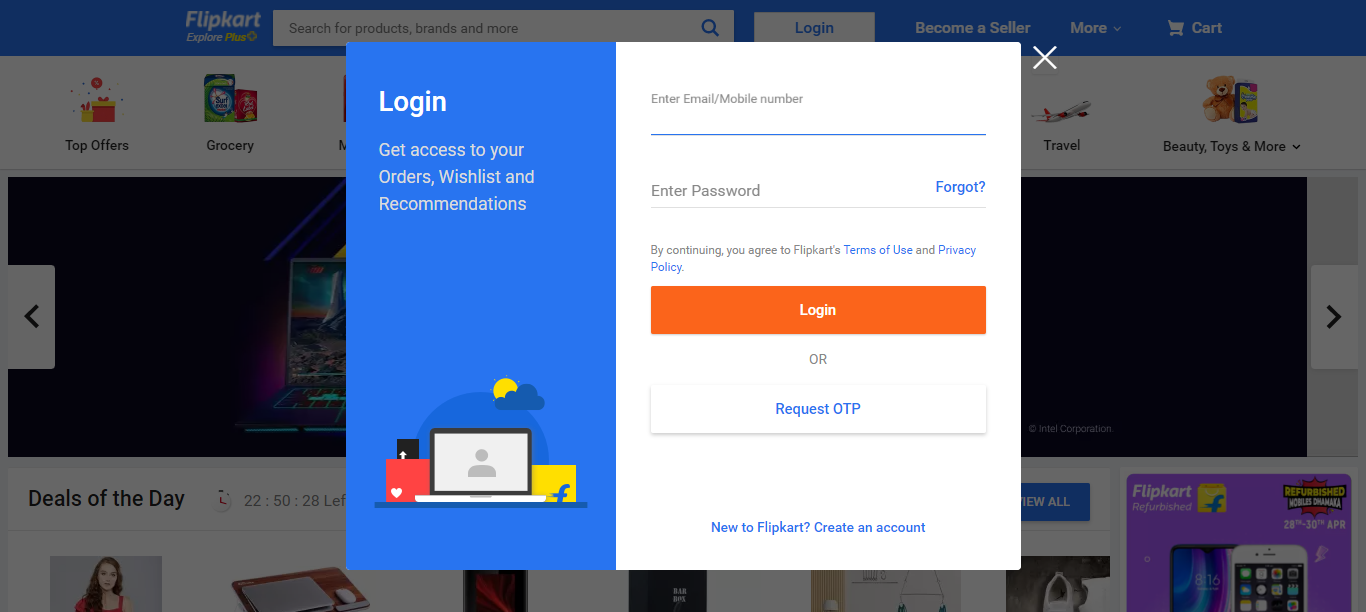 Flipkart
Explore Plus
Search for products, brands and more
Login
Become a Seller
More
Cart
Top Offers
Grocery
M
Travel
Beauty, Toys & More
Login
Get access to your
Orders, Wishlist and
Recommendations
Enter Email/Mobile number
Enter Password
Forgot?
By continuing, you agree to Flipkart's Terms of Use and Privacy
Policy.
Login
OR
Request OTP
New to Flipkart? Create an account
© Intel Corporation.
Deals of the Day
22 : 50 : 28 Lef
VIEW ALL
Flipkart
Refurbished
REFURBISHED
MOBILES DHAMAKA
28TH-30TH APR
8:16
BAR
BOX